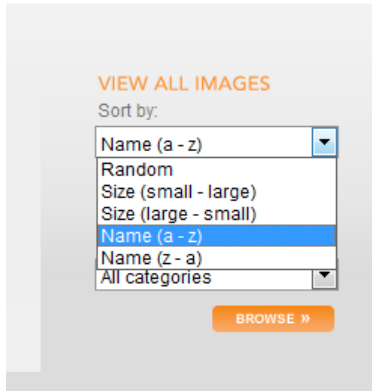 VIEW ALL IMAGES
Sort by:
Name (a - z)
Random
Size (small - large)
Size (large - small)
Name (a - z)
Name (z - a)
All categories
BROWSE »